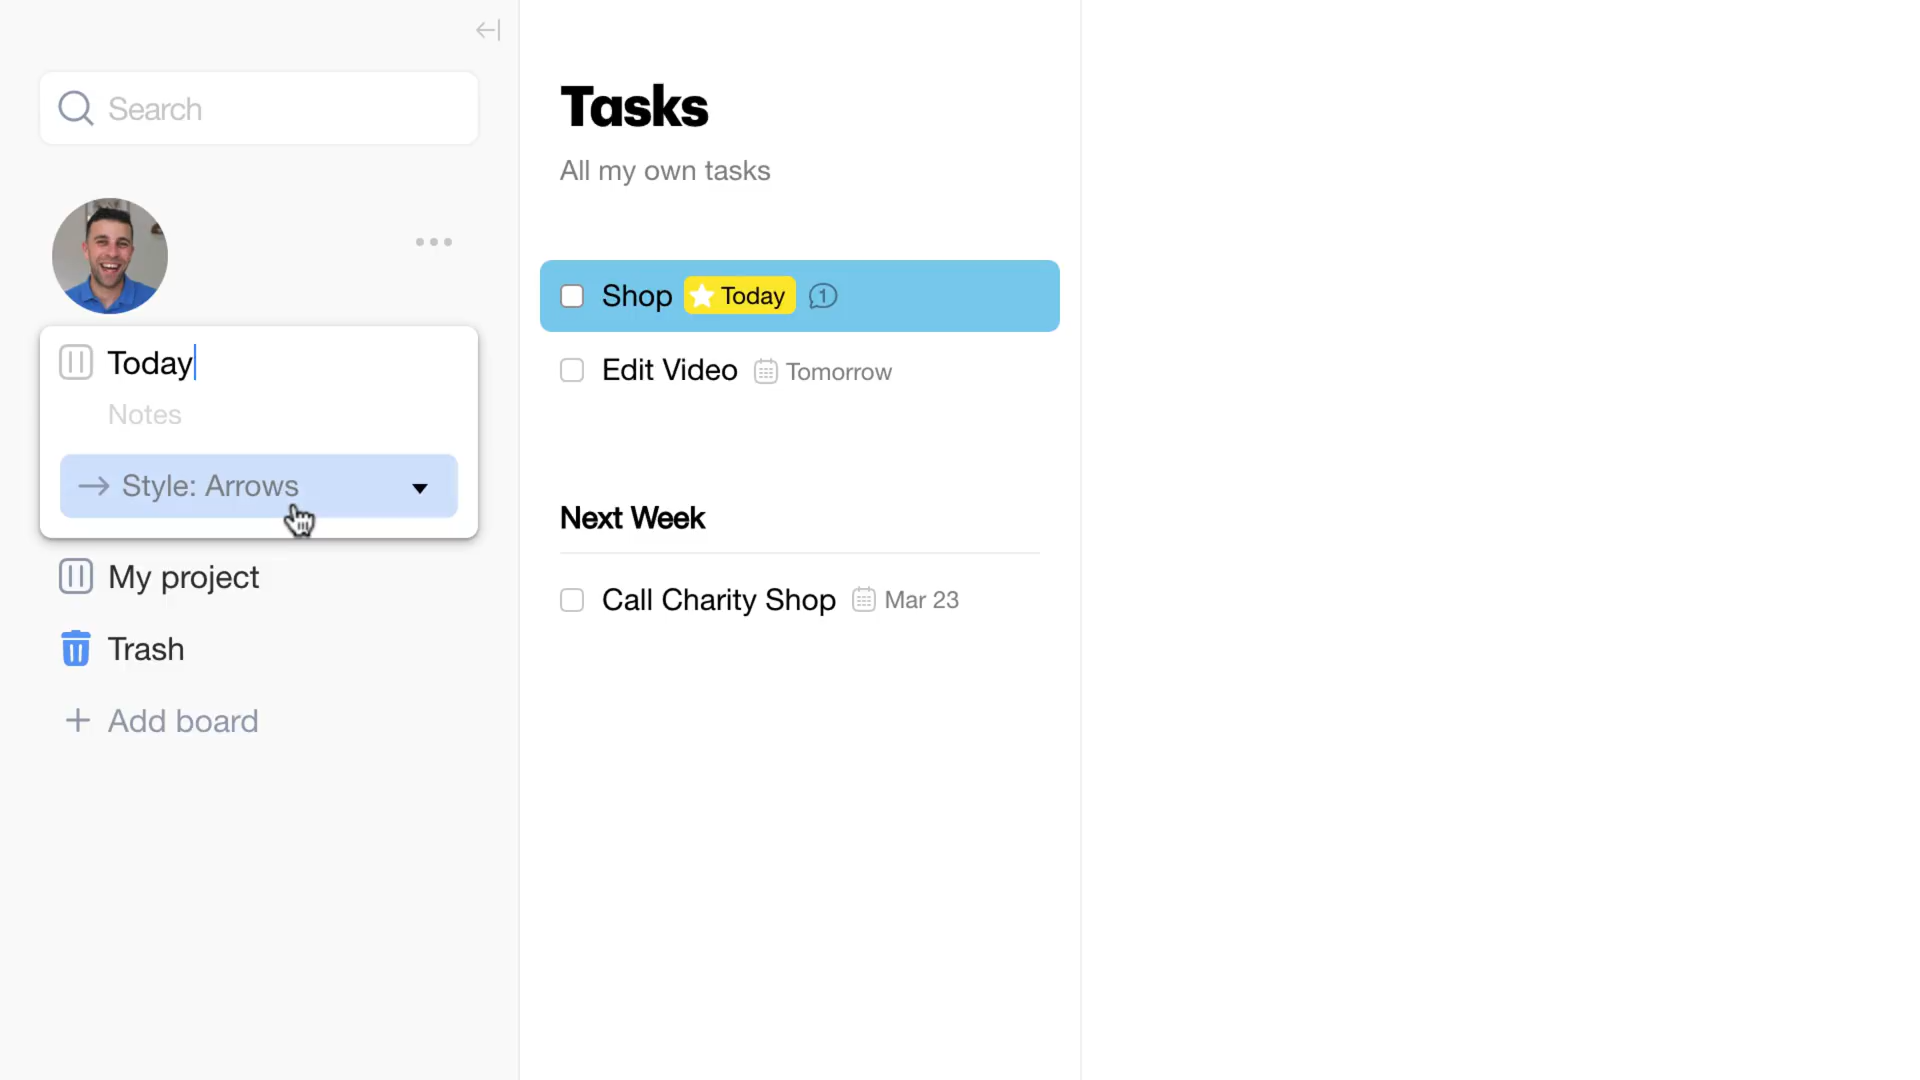 Search
Today
Notes
Style: Arrows
My project
Trash
Add board
Tasks
All my own tasks
Shop Today 1
Edit Video Tomorrow
Next Week
Call Charity Shop Mar 23